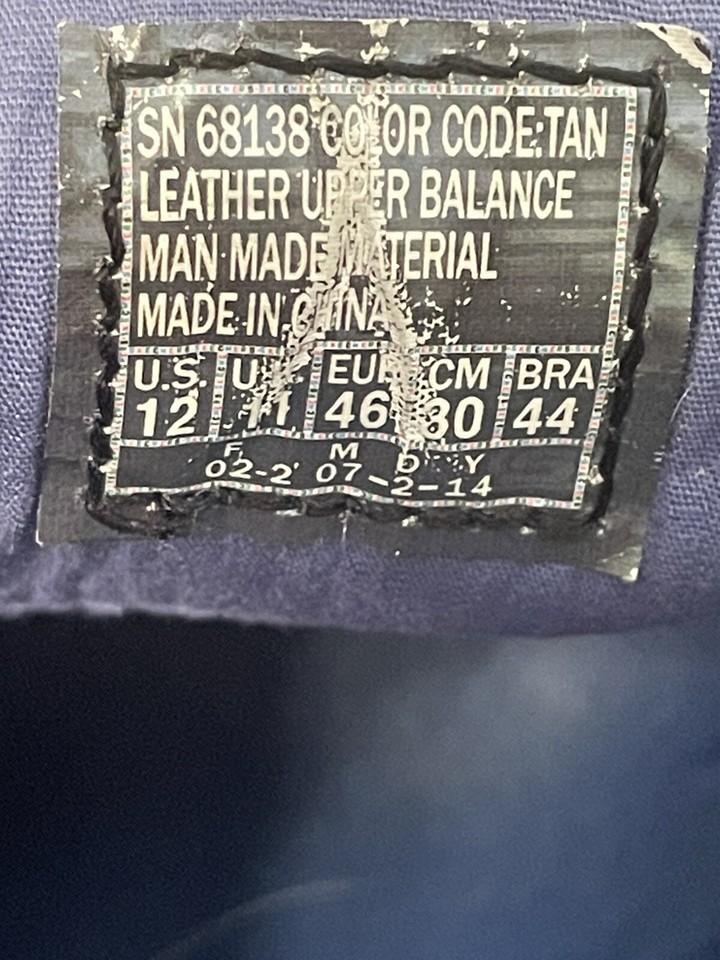 SN 68138 COLOR CODE:TAN
LEATHER UPPER BALANCE
MAN MADE MATERIAL
MADE IN CHINA
U.S. U.K. EUR CM BRA
12 11 46 30 44
F M D Y
02-2 07-2-14